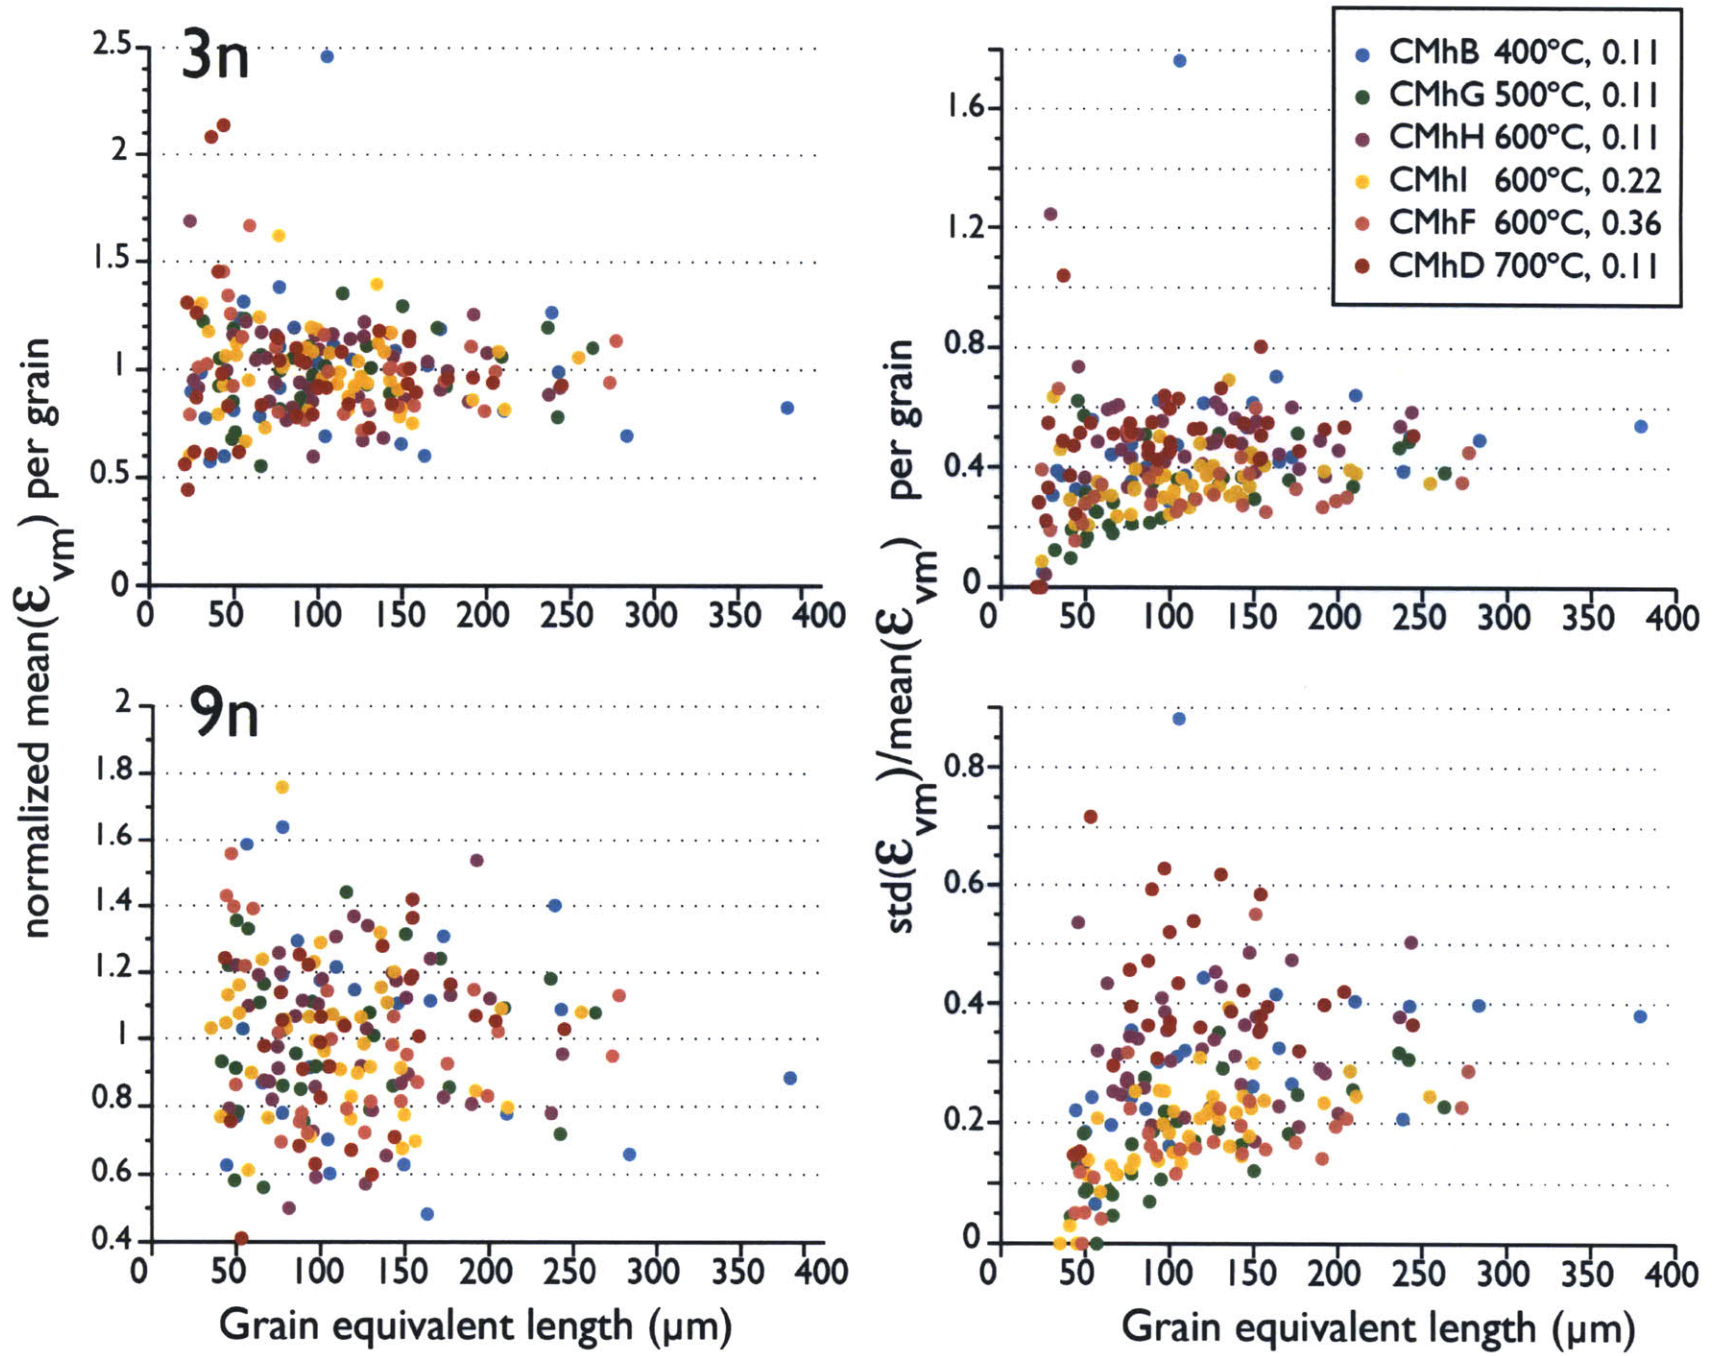 3n
2.5
2
1.5
1
0.5
0
0 50 100 150 200 250 300 350 400
normalized mean(Ɛvm) per grain
1.6
1.2
0.8
0.4
0
0 50 100 150 200 250 300 350 400
CMhB 400°C, 0.11
CMhG 500°C, 0.11
CMhH 600°C, 0.11
CMhI 600°C, 0.22
CMhF 600°C, 0.36
CMhD 700°C, 0.11
std(Ɛvm)/mean(Ɛvm) per grain
9n
2
1.8
1.6
1.4
1.2
1
0.8
0.6
0.4
0 50 100 150 200 250 300 350 400
Grain equivalent length (μm)
0.8
0.6
0.4
0.2
0
0 50 100 150 200 250 300 350 400
Grain equivalent length (μm)